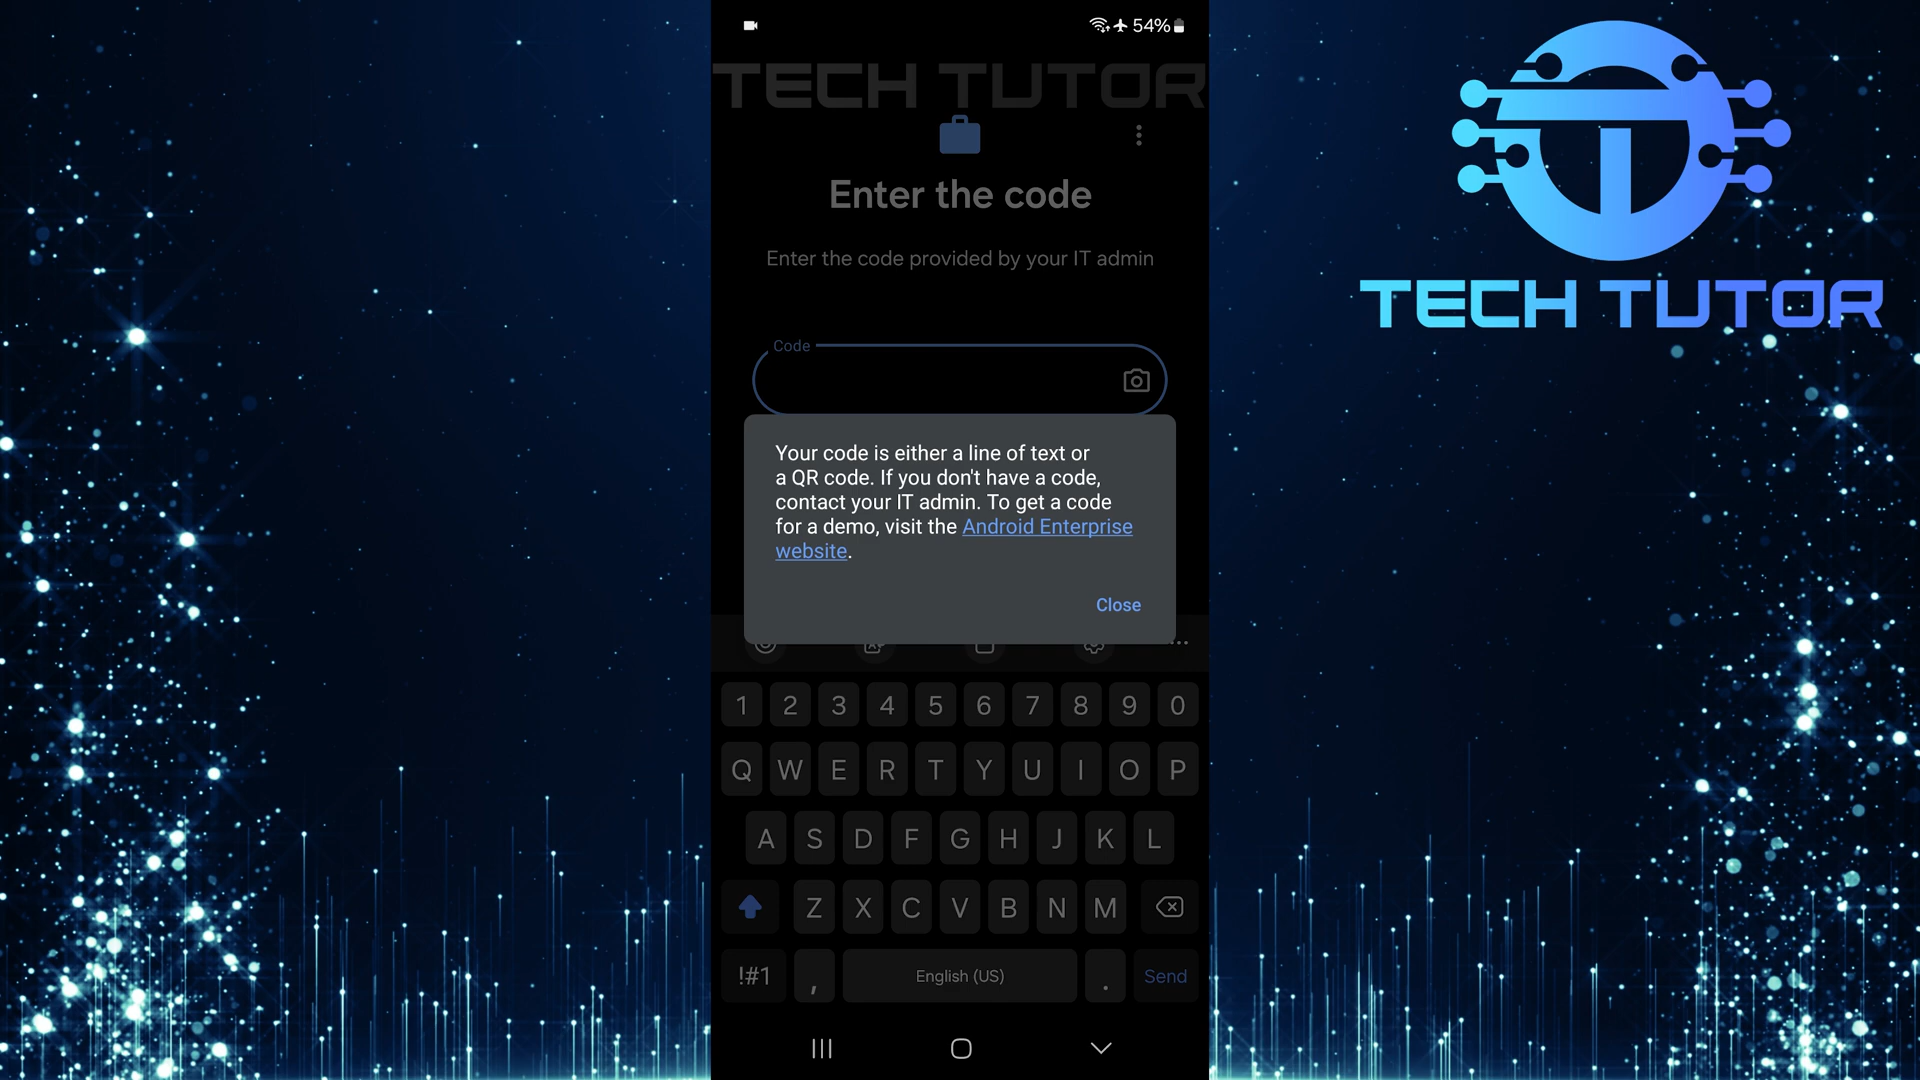 54%
TECH TUTOR
Enter the code
Enter the code provided by your IT admin
Code
Your code is either a line of text or
a QR code. If you don't have a code,
contact your IT admin. To get a code
for a demo, visit the Android Enterprise
website.
Close
1 2 3 4 5 6 7 8 9 0
Q W E R T Y U I O P
A S D F G H J K L
Z X C V B N M
!#1 , English (US) . Send
TECH TUTOR